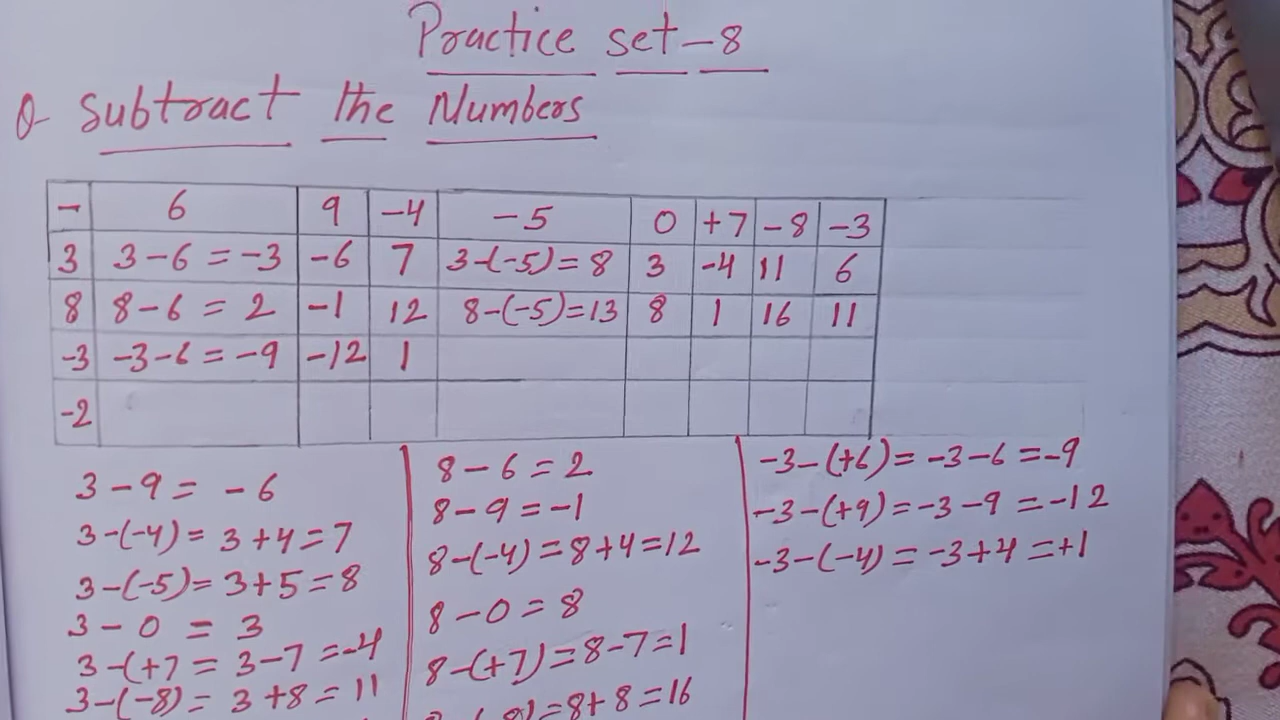 Practice set-8
Q Subtract the Numbers
- 6 9 -4 -5 0 +7 -8 -3
3 3-6=-3 -6 7 3-(-5)=8 3 -4 11 6
8 8-6=2 -1 12 8-(-5)=13 8 1 16 11
-3 -3-6=-9 -12 1
-2
3-9=-6
3-(-4)=3+4=7
3-(-5)=3+5=8
3-0=3
3-(+7=3-7=-4
3-(-8)=3+8=11
8-6=2
8-9=-1
8-(-4)=8+4=12
8-0=8
8-(+7)=8-7=1
8)=8+8=16
-3-(+6)=-3-6=-9
-3-(+9)=-3-9=-12
-3-(-4)=-3+4=+1